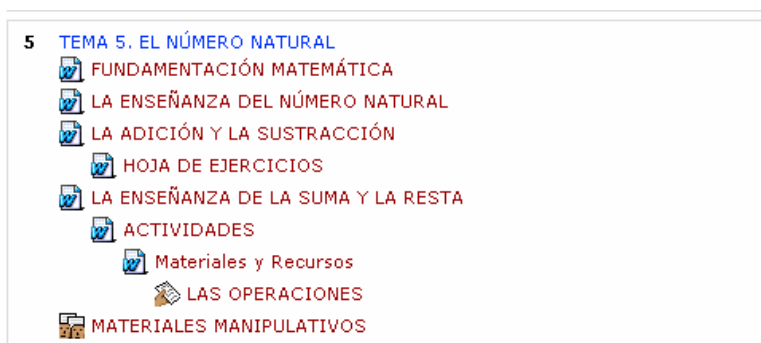 5 TEMA 5. EL NÚMERO NATURAL
FUNDAMENTACIÓN MATEMÁTICA
LA ENSEÑANZA DEL NÚMERO NATURAL
LA ADICIÓN Y LA SUSTRACCIÓN
HOJA DE EJERCICIOS
LA ENSEÑANZA DE LA SUMA Y LA RESTA
ACTIVIDADES
Materiales y Recursos
LAS OPERACIONES
MATERIALES MANIPULATIVOS